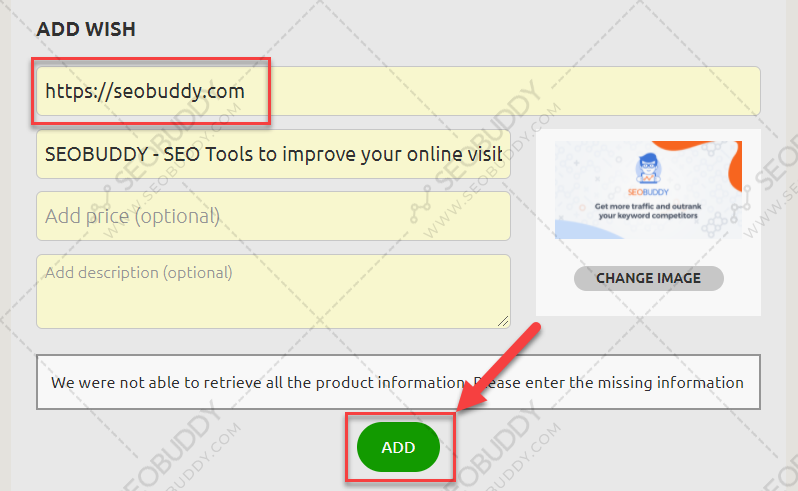 ADD WISH
https://seobuddy.com
SEOBUDDY - SEO Tools to improve your online visit
Add price (optional)
Add description (optional)
SEOBUDDY
Get more traffic and outrank
your keyword competitors
CHANGE IMAGE
We were not able to retrieve all the product information. Please enter the missing information
ADD
SEOBUDDY
WWW.SEOBUDDY.COM